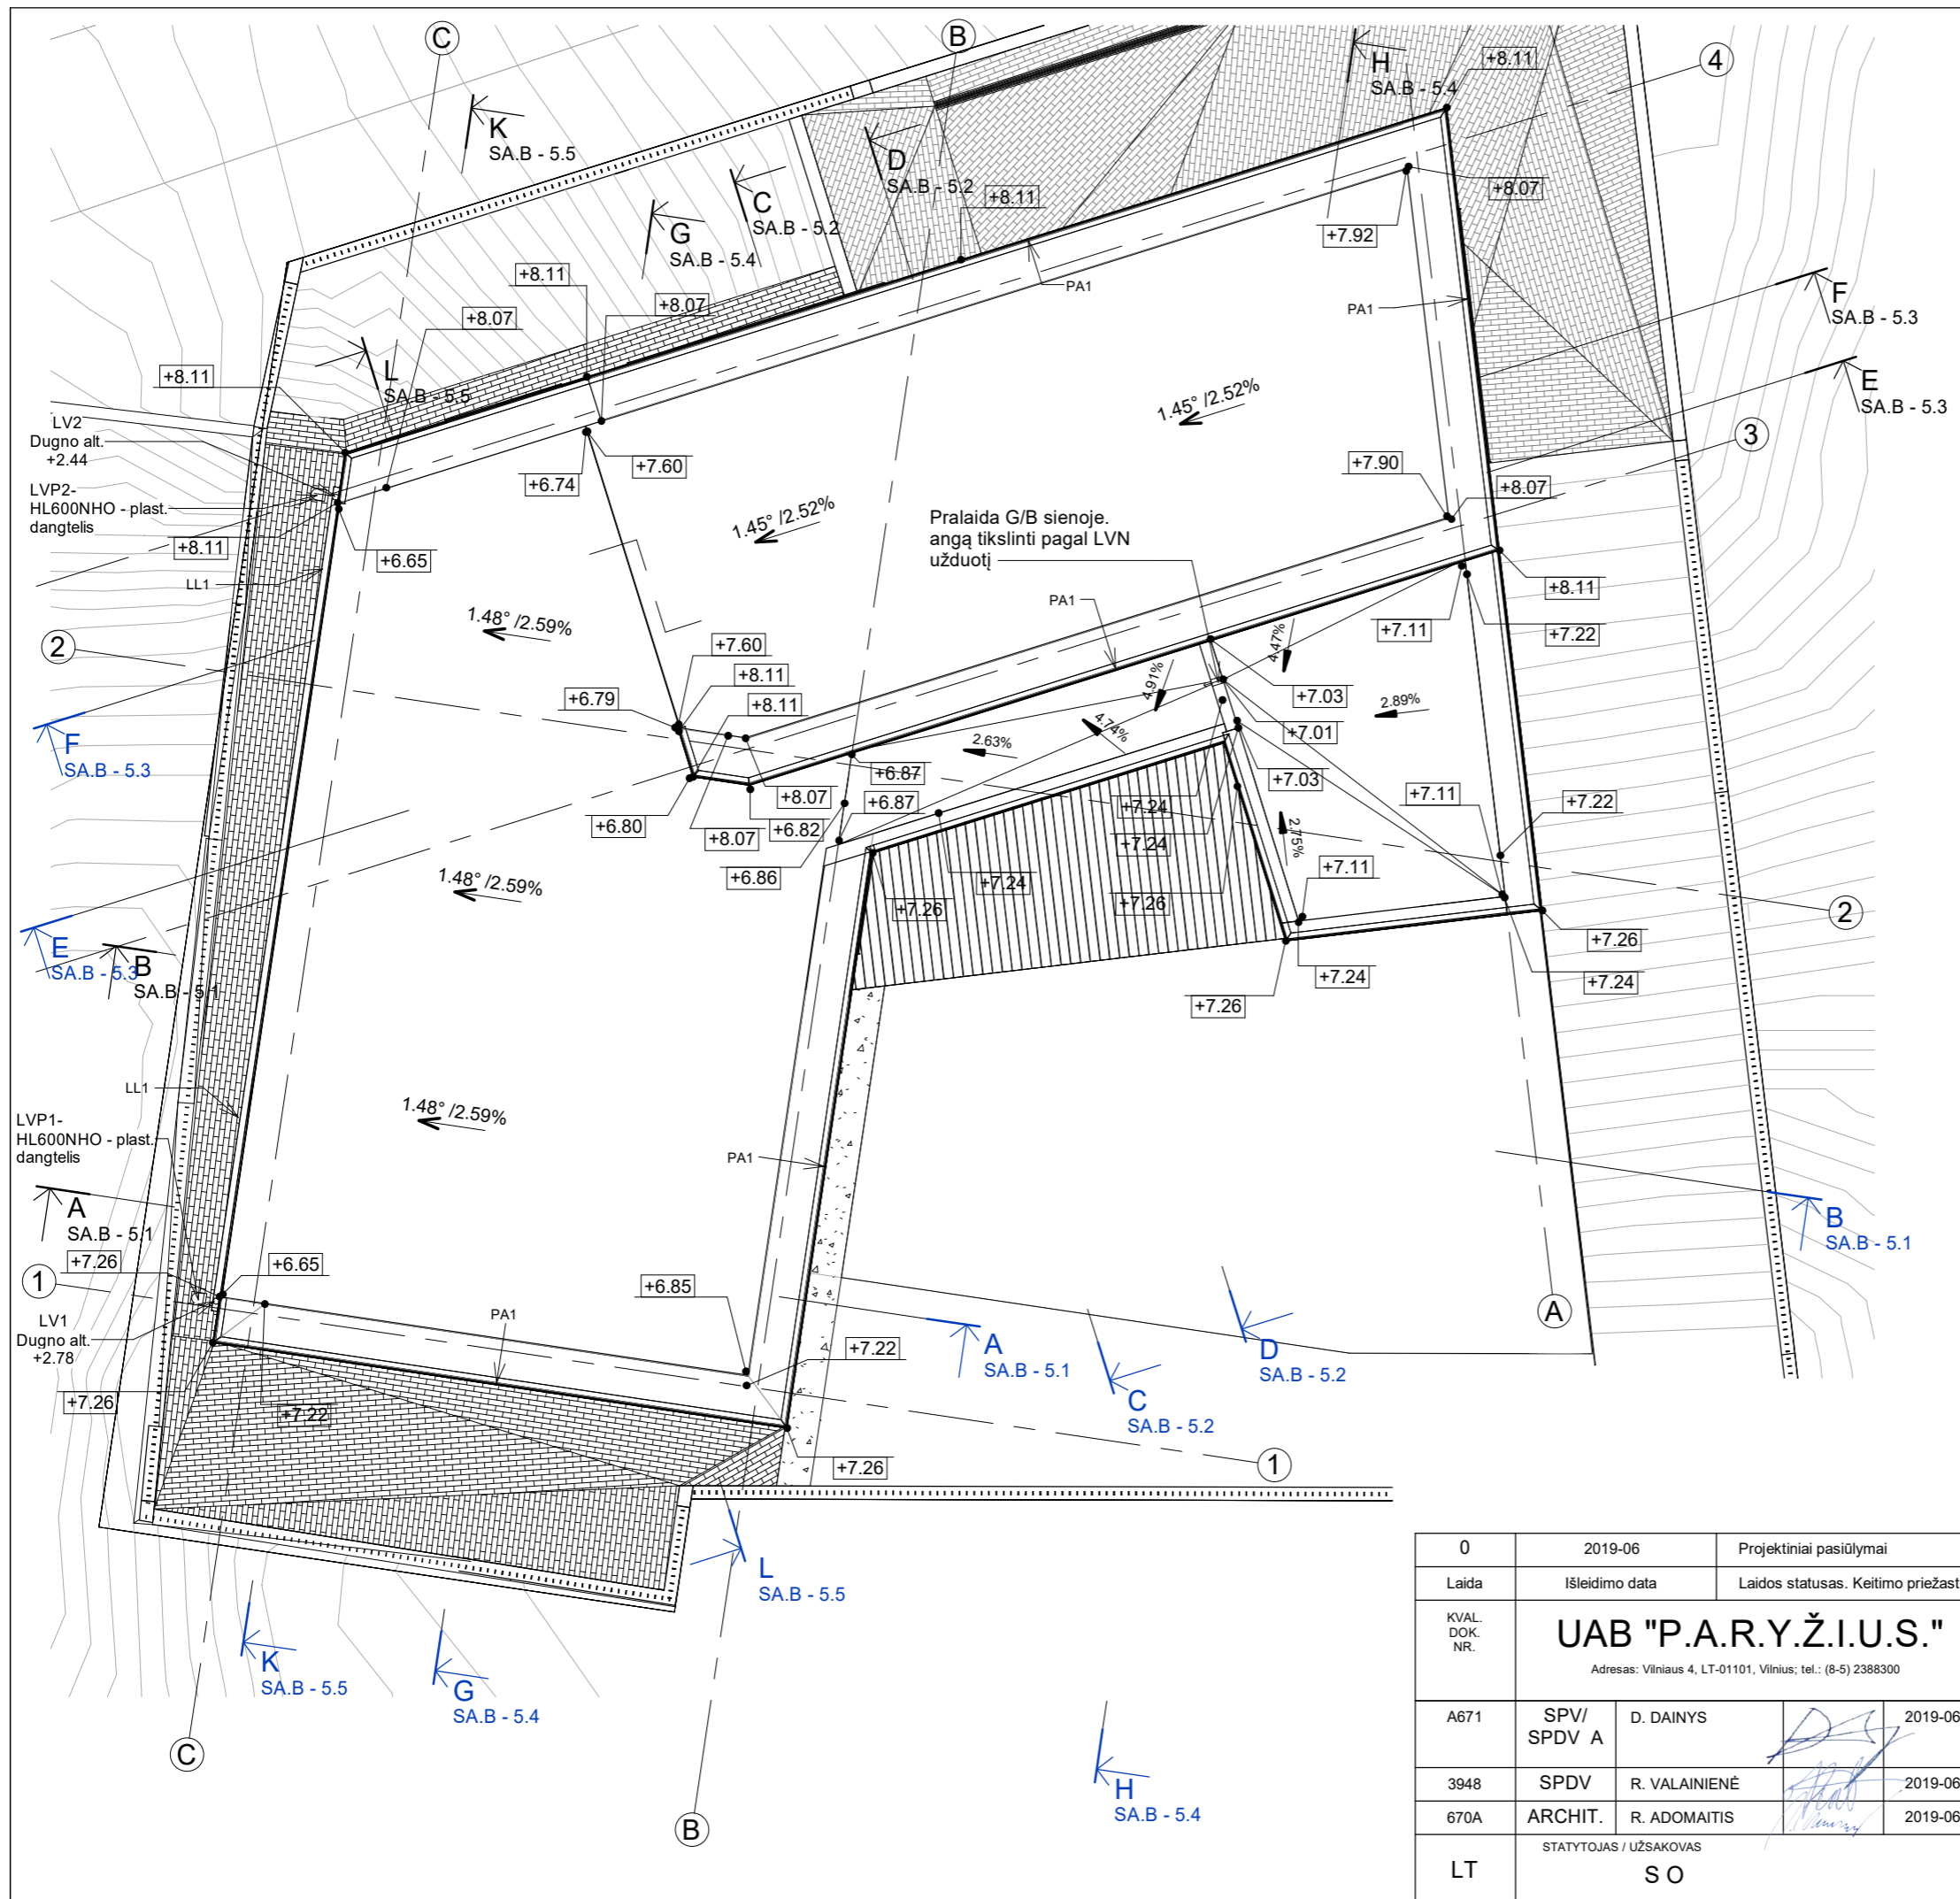 C
B
H
SA.B - 5.4
+8.11
4
K
SA.B - 5.5
D
SA.B - 5.2
C
SA.B - 5.2
G
SA.B - 5.4
+8.11
+8.07
+7.92
+8.11
+8.07
+8.07
PA1
PA1
F
SA.B - 5.3
L
SA.B - 5.5
+8.11
E
SA.B - 5.3
1.45° /2.52%
LV2
Dugno alt.
+2.44
3
+6.74
+7.60
+7.90
+8.07
LVP2-
HL600NHO - plast.
dangtelis
1.45° /2.52%
Pralaida G/B sienoje.
angą tikslinti pagal LVN
užduotį
+8.11
+6.65
LL1
+8.11
PA1
1.48° /2.59%
+7.11
+7.22
2
4.47%
+7.60
+8.11
+6.79
+8.11
4.91%
+7.03
2.89%
4.74%
+7.01
F
SA.B - 5.3
2.63%
+6.87
+7.03
+8.07
+6.87
+7.24
+7.11
+7.22
+6.80
+8.07
+6.82
+7.24
2.75%
+6.86
+7.24
+7.11
1.48° /2.59%
+7.26
+7.26
2
E
SA.B - 5.3
B
SA.B - 5.1
+7.26
+7.24
+7.24
+7.26
LL1
1.48° /2.59%
LVP1-
HL600NHO - plast.
dangtelis
PA1
A
SA.B - 5.1
B
SA.B - 5.1
+7.26
+6.65
1
+6.85
A
PA1
LV1
Dugno alt.
+2.78
+7.22
A
SA.B - 5.1
D
SA.B - 5.2
C
SA.B - 5.2
+7.26
+7.22
+7.26
1
L
SA.B - 5.5
K
SA.B - 5.5
G
SA.B - 5.4
C
H
SA.B - 5.4
B
0 2019-06 Projektiniai pasiūlymai
Laida Išleidimo data Laidos statusas. Keitimo priežast
KVAL.
DOK.
NR.
UAB "P.A.R.Y.Ž.I.U.S."
Adresas: Vilniaus 4, LT-01101, Vilnius; tel.: (8-5) 2388300
A671 SPV/ SPDV A D. DAINYS 2019-06
3948 SPDV R. VALAINIENĖ 2019-06
670A ARCHIT. R. ADOMAITIS 2019-06
STATYTOJAS / UŽSAKOVAS
LT S O